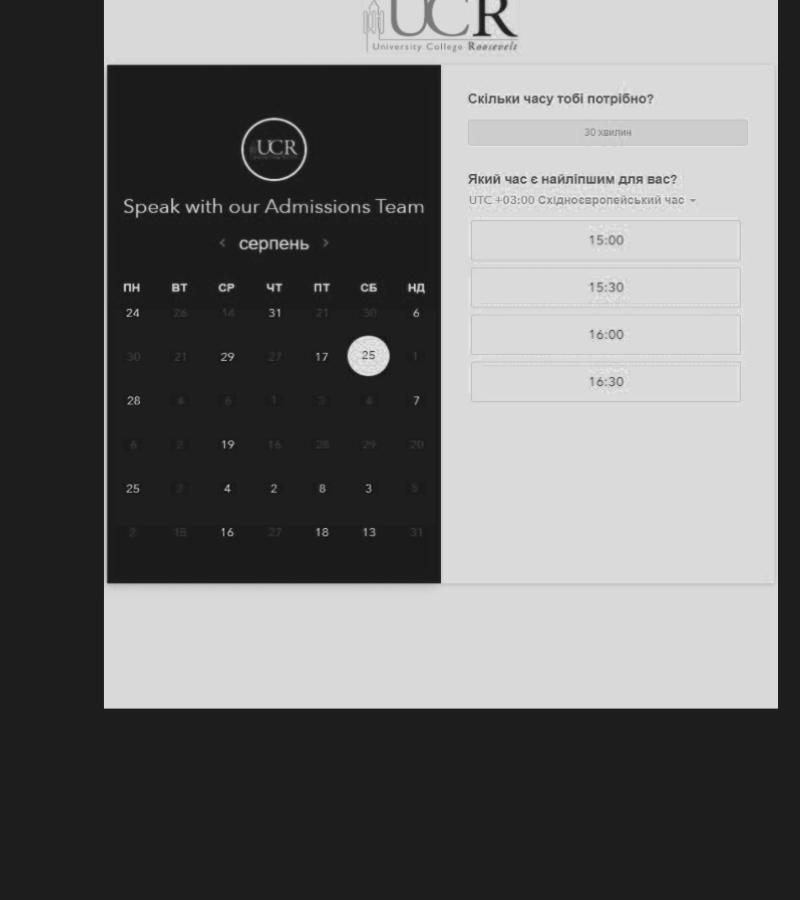 UCR
University College Roosevelt
UCR
Speak with our Admissions Team
‹ серпень ›
ПН ВТ СР ЧТ ПТ СБ НД
24 26 14 31 21 30 6
30 21 29 27 17 25 1
28 4 6 1 3 4 7
6 2 19 16 28 29 20
25 2 4 2 8 3 5
2 15 16 27 18 13 31
Скільки часу тобі потрібно?
30 хвилин
Який час є найліпшим для вас?
UTC +03:00 Східноєвропейський час
15:00
15:30
16:00
16:30